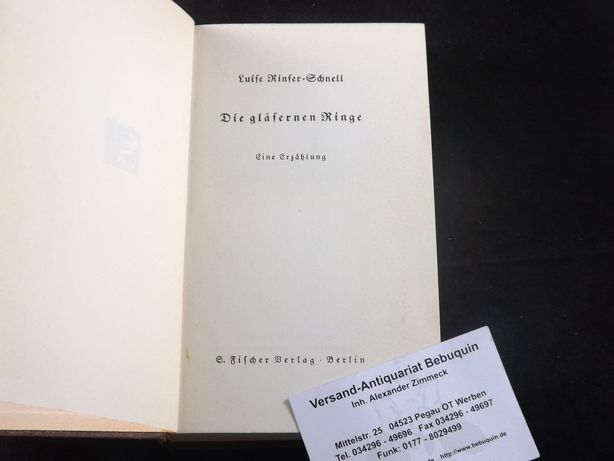 Luise Rinser-Schnell
Die gläsernen Ringe
Eine Erzählung
S. Fischer Verlag · Berlin
Versand-Antiquariat Bebuquin
Inh. Alexander Zimmeck
Mittelstr. 25 04523 Pegau OT Werben
Tel. 034296 - 49696 Fax 034296 - 49697
Funk: 0177 - 8029499
http://www.bebuquin.de